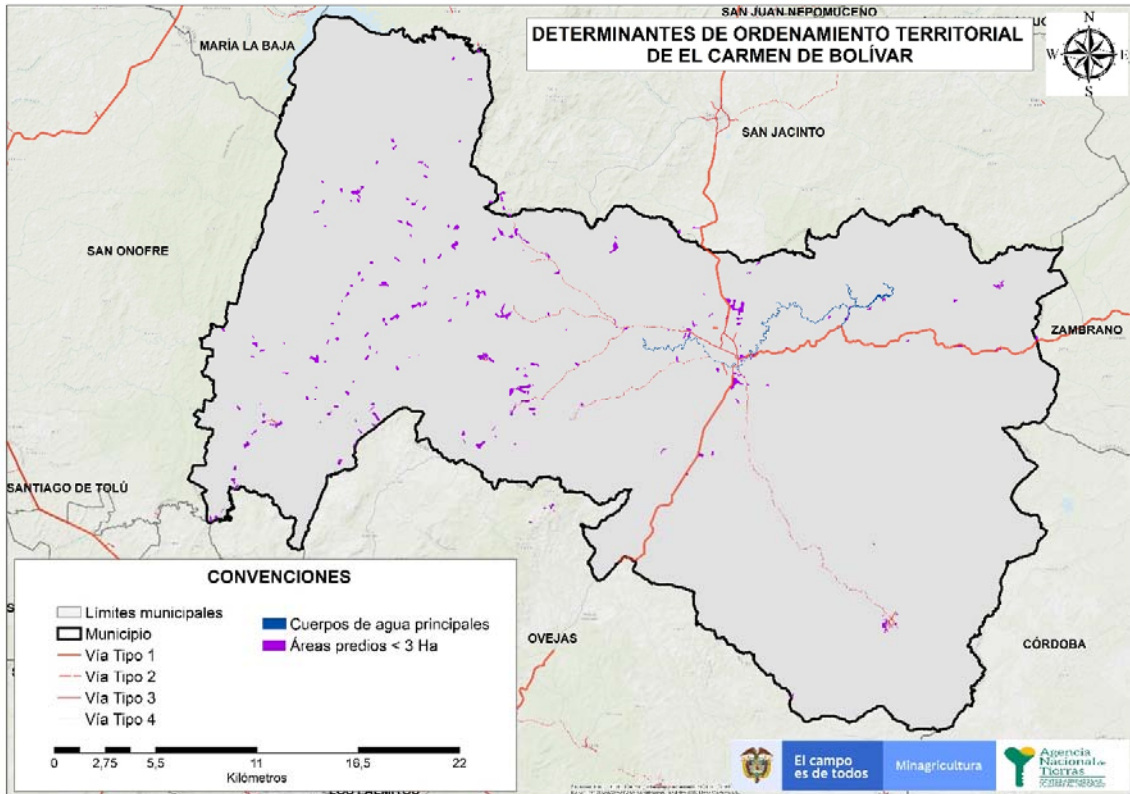 SAN JUAN NEPOMUCENO
DETERMINANTES DE ORDENAMIENTO TERRITORIAL
DE EL CARMEN DE BOLÍVAR
N
W E
S
MARÍA LA BAJA
SAN JACINTO
SAN ONOFRE
ZAMBRANO
SANTIAGO DE TOLÚ
OVEJAS
CÓRDOBA
CONVENCIONES
Límites municipales
Municipio
Vía Tipo 1
Vía Tipo 2
Vía Tipo 3
Vía Tipo 4
Cuerpos de agua principales
Áreas predios < 3 Ha
0 2,75 5,5 11 16,5 22
Kilómetros
El campo
es de todos
Minagricultura
Agencia
Nacional de
Tierras